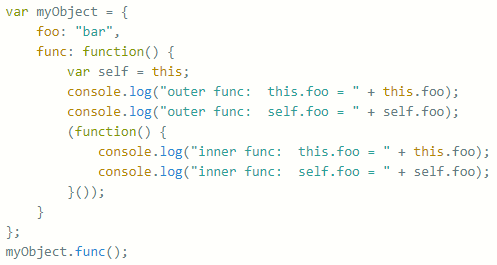 var myObject = {
    foo: "bar",
    func: function() {
        var self = this;
        console.log("outer func:  this.foo = " + this.foo);
        console.log("outer func:  self.foo = " + self.foo);
        (function() {
            console.log("inner func:  this.foo = " + this.foo);
            console.log("inner func:  self.foo = " + self.foo);
        }());
    }
};
myObject.func();